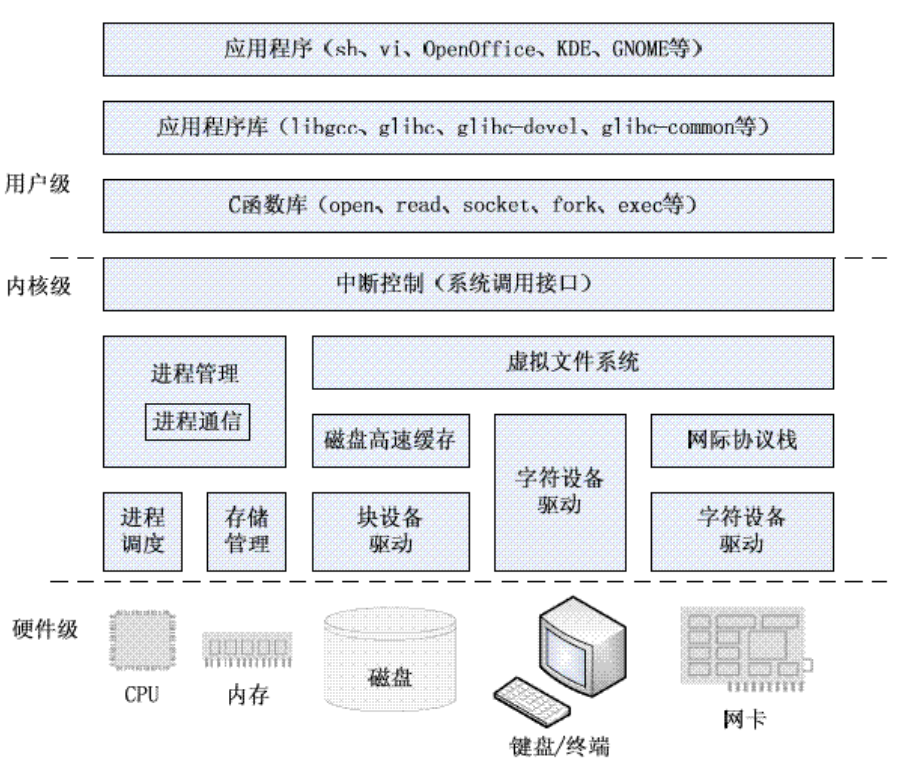 应用程序（sh、vi、OpenOffice、KDE、GNOME等）
应用程序库（libgcc、glibc、glibc-devel、glibc-common等）
用户级
C函数库（open、read、socket、fork、exec等）
内核级
中断控制（系统调用接口）
进程管理
进程通信
虚拟文件系统
磁盘高速缓存
字符设备
驱动
网际协议栈
进程
调度
存储
管理
块设备
驱动
字符设备
驱动
硬件级
CPU
内存
磁盘
键盘/终端
网卡